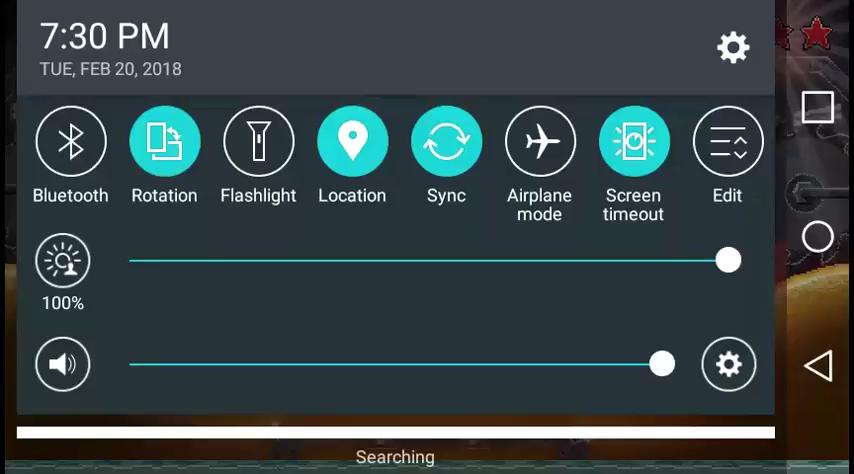 7:30 PM
TUE, FEB 20, 2018
Bluetooth
Rotation
Flashlight
Location
Sync
Airplane
mode
Screen
timeout
Edit
100%
Searching